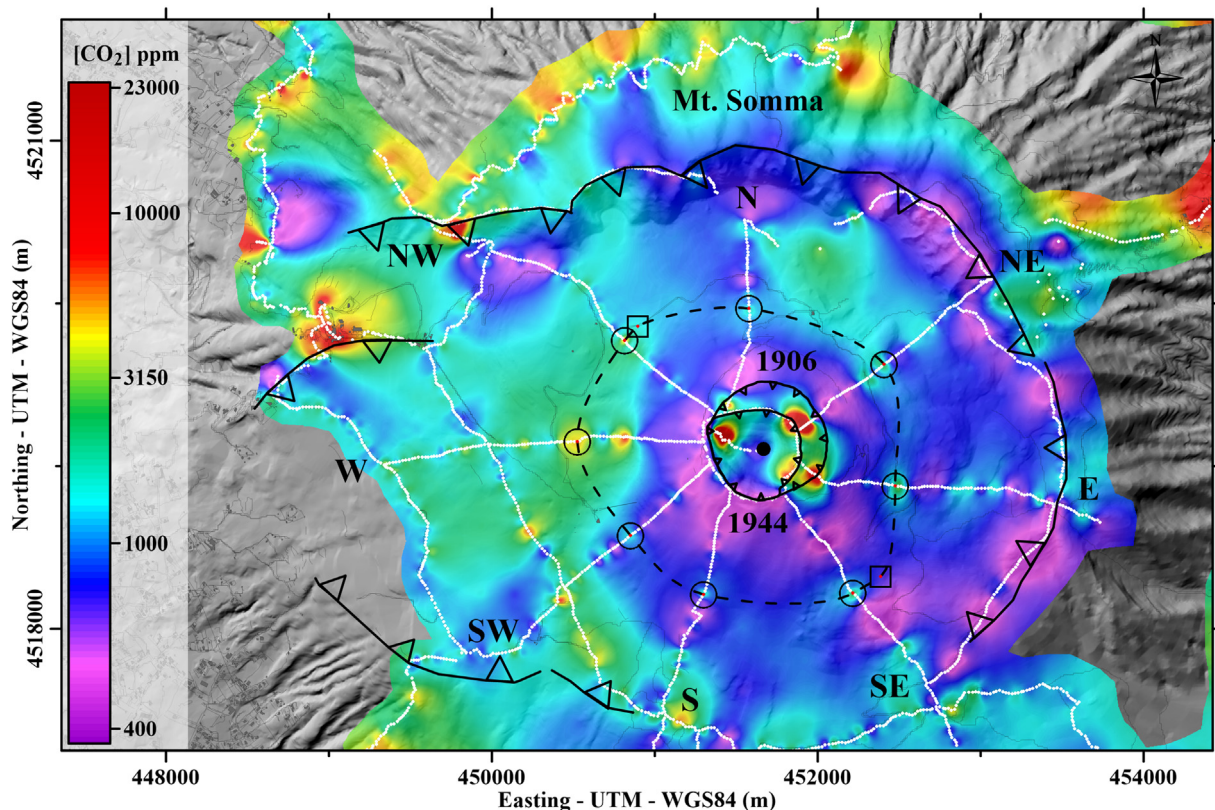 [CO2] ppm
23000
10000
3150
1000
400
N
Mt. Somma
N
NW
NE
1906
W
E
1944
SW
S
SE
4521000
4518000
Northing - UTM - WGS84 (m)
448000
450000
452000
454000
Easting - UTM - WGS84 (m)